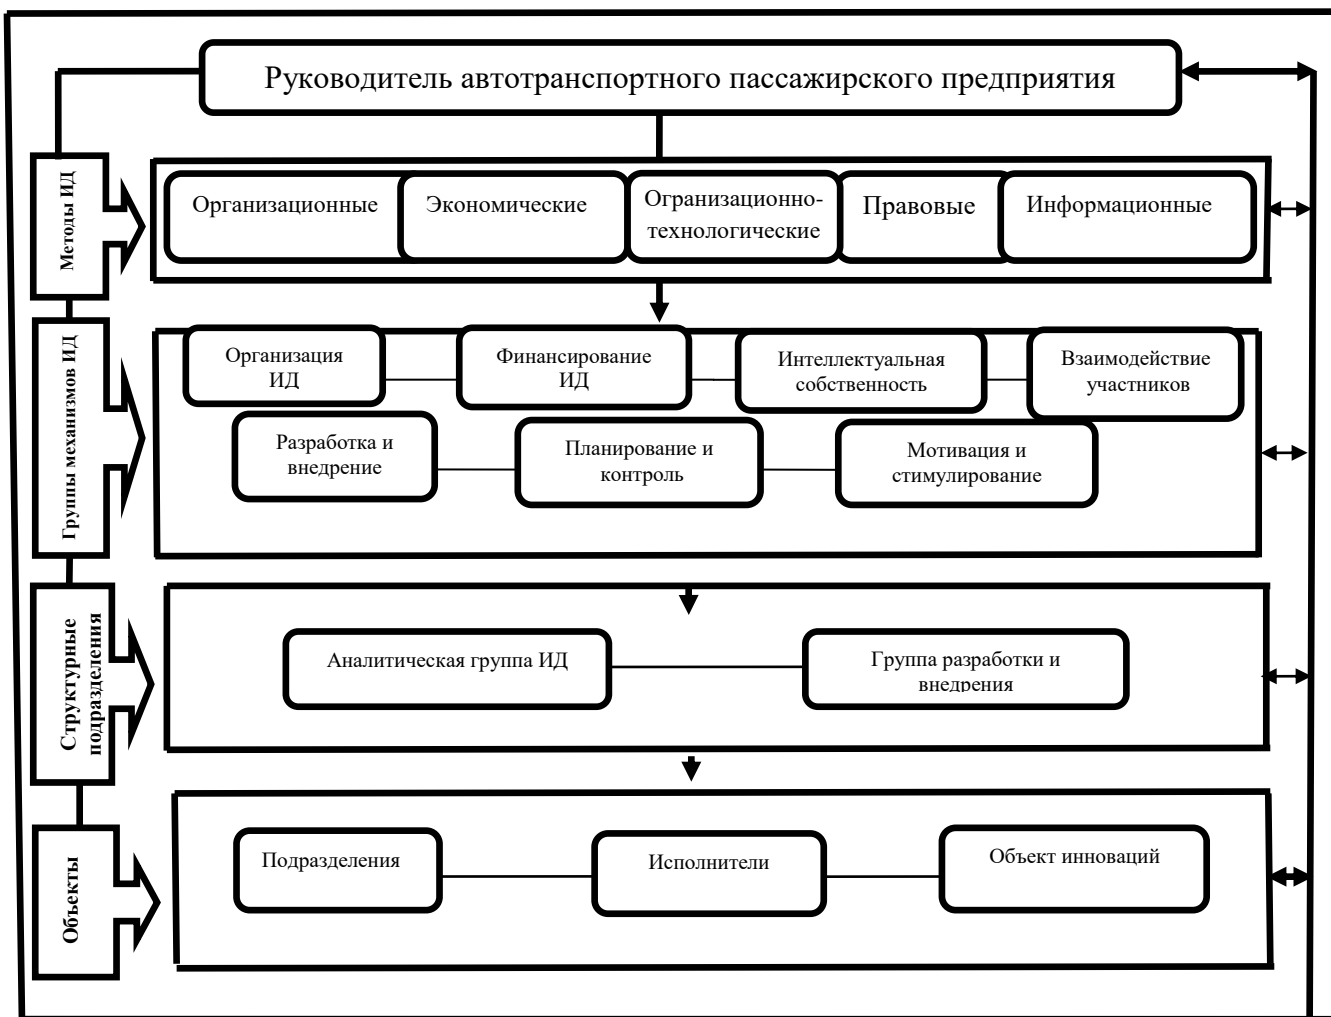 Руководитель автотранспортного пассажирского предприятия
Методы ИД
Организационные
Экономические
Огранизационно-
технологические
Правовые
Информационные
Группы механизмов ИД
Организация
ИД
Финансирование
ИД
Интеллектуальная
собственность
Взаимодействие
участников
Разработка и
внедрение
Планирование и
контроль
Мотивация и
стимулирование
Структурные
подразделения
Аналитическая группа ИД
Группа разработки и
внедрения
Объекты
Подразделения
Исполнители
Объект инноваций